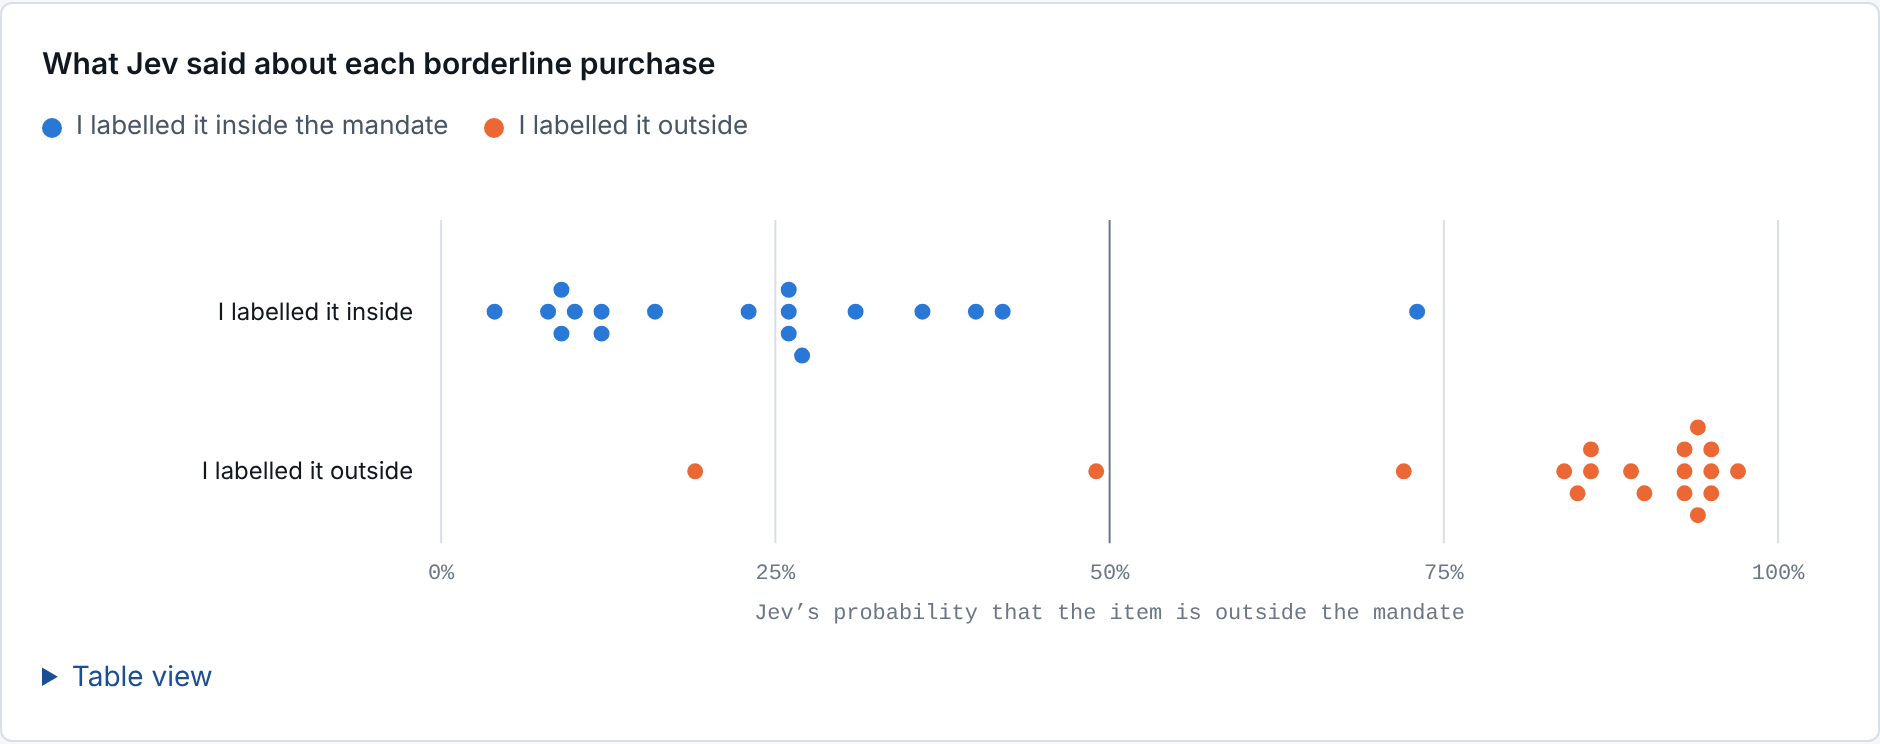 What Jev said about each borderline purchase
I labelled it inside the mandate
I labelled it outside
I labelled it inside
I labelled it outside
0%
25%
50%
75%
100%
Jev’s probability that the item is outside the mandate
Table view